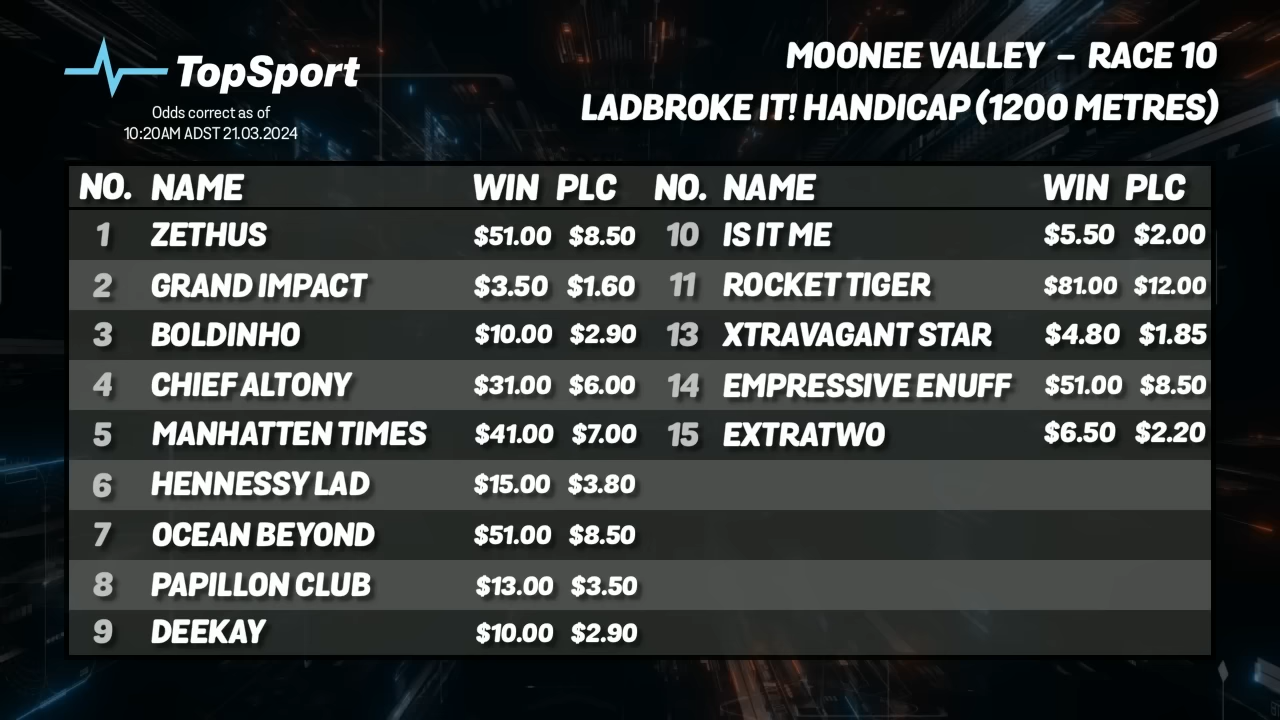 TopSport
Odds correct as of
10:20AM ADST 21.03.2024
MOONEE VALLEY – RACE 10
LADBROKE IT! HANDICAP (1200 METRES)
NO. NAME WIN PLC NO. NAME WIN PLC
1 ZETHUS $51.00 $8.50 10 IS IT ME $5.50 $2.00
2 GRAND IMPACT $3.50 $1.60 11 ROCKET TIGER $81.00 $12.00
3 BOLDINHO $10.00 $2.90 13 XTRAVAGANT STAR $4.80 $1.85
4 CHIEF ALTONY $31.00 $6.00 14 EMPRESSIVE ENUFF $51.00 $8.50
5 MANHATTEN TIMES $41.00 $7.00 15 EXTRATWO $6.50 $2.20
6 HENNESSY LAD $15.00 $3.80
7 OCEAN BEYOND $51.00 $8.50
8 PAPILLON CLUB $13.00 $3.50
9 DEEKAY $10.00 $2.90